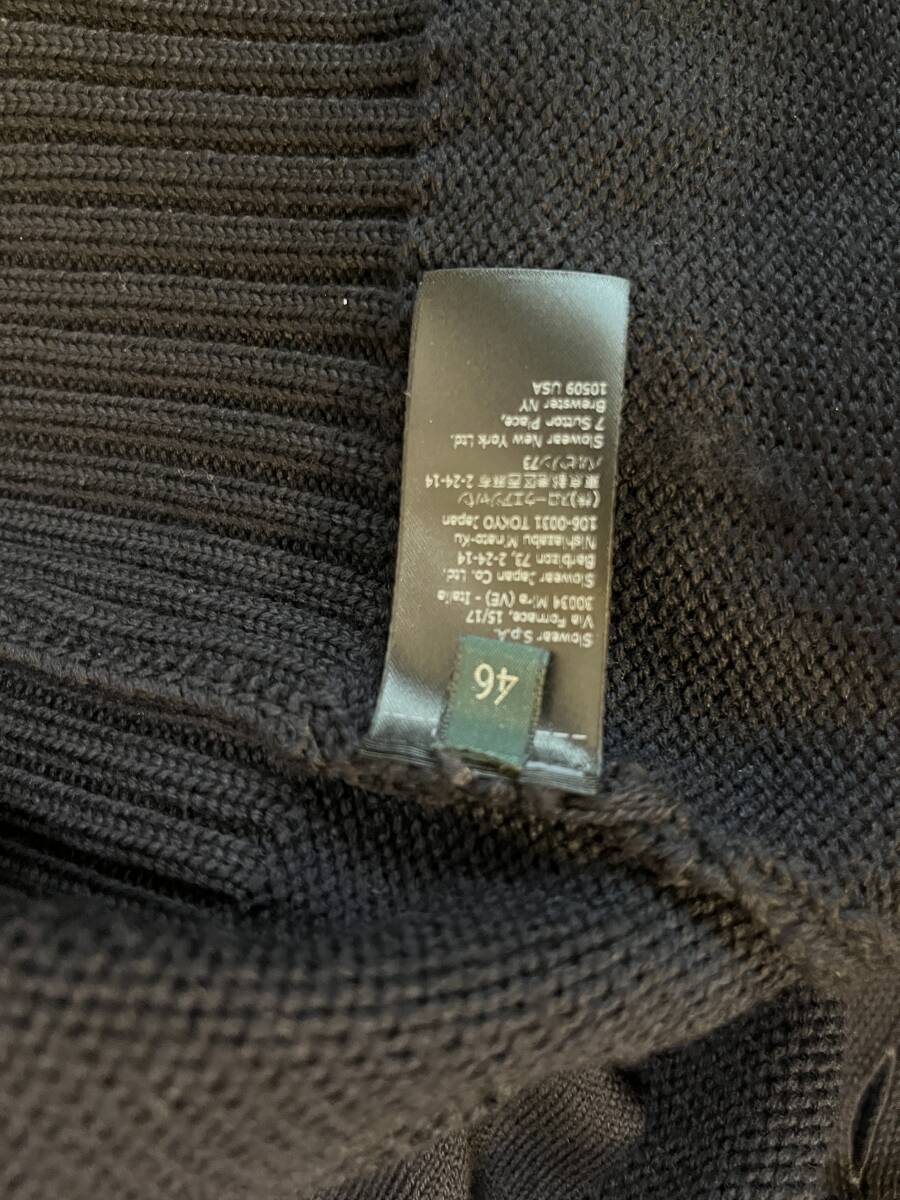 46
Slowear S.p.A.
Via Fornace, 15/17
30034 Mira (VE) - Italia
Slowear Japan Co. Ltd.
Barbizon 73, 2-24-14
Nishiazabu Minato-Ku
106-0031 TOKYO Japan
(株)スローウエアジャパン
東京都港区西麻布 2-24-14
バルビゾン73
Slowear New York Ltd.
7 Sutton Place,
Brewster NY
10509 USA